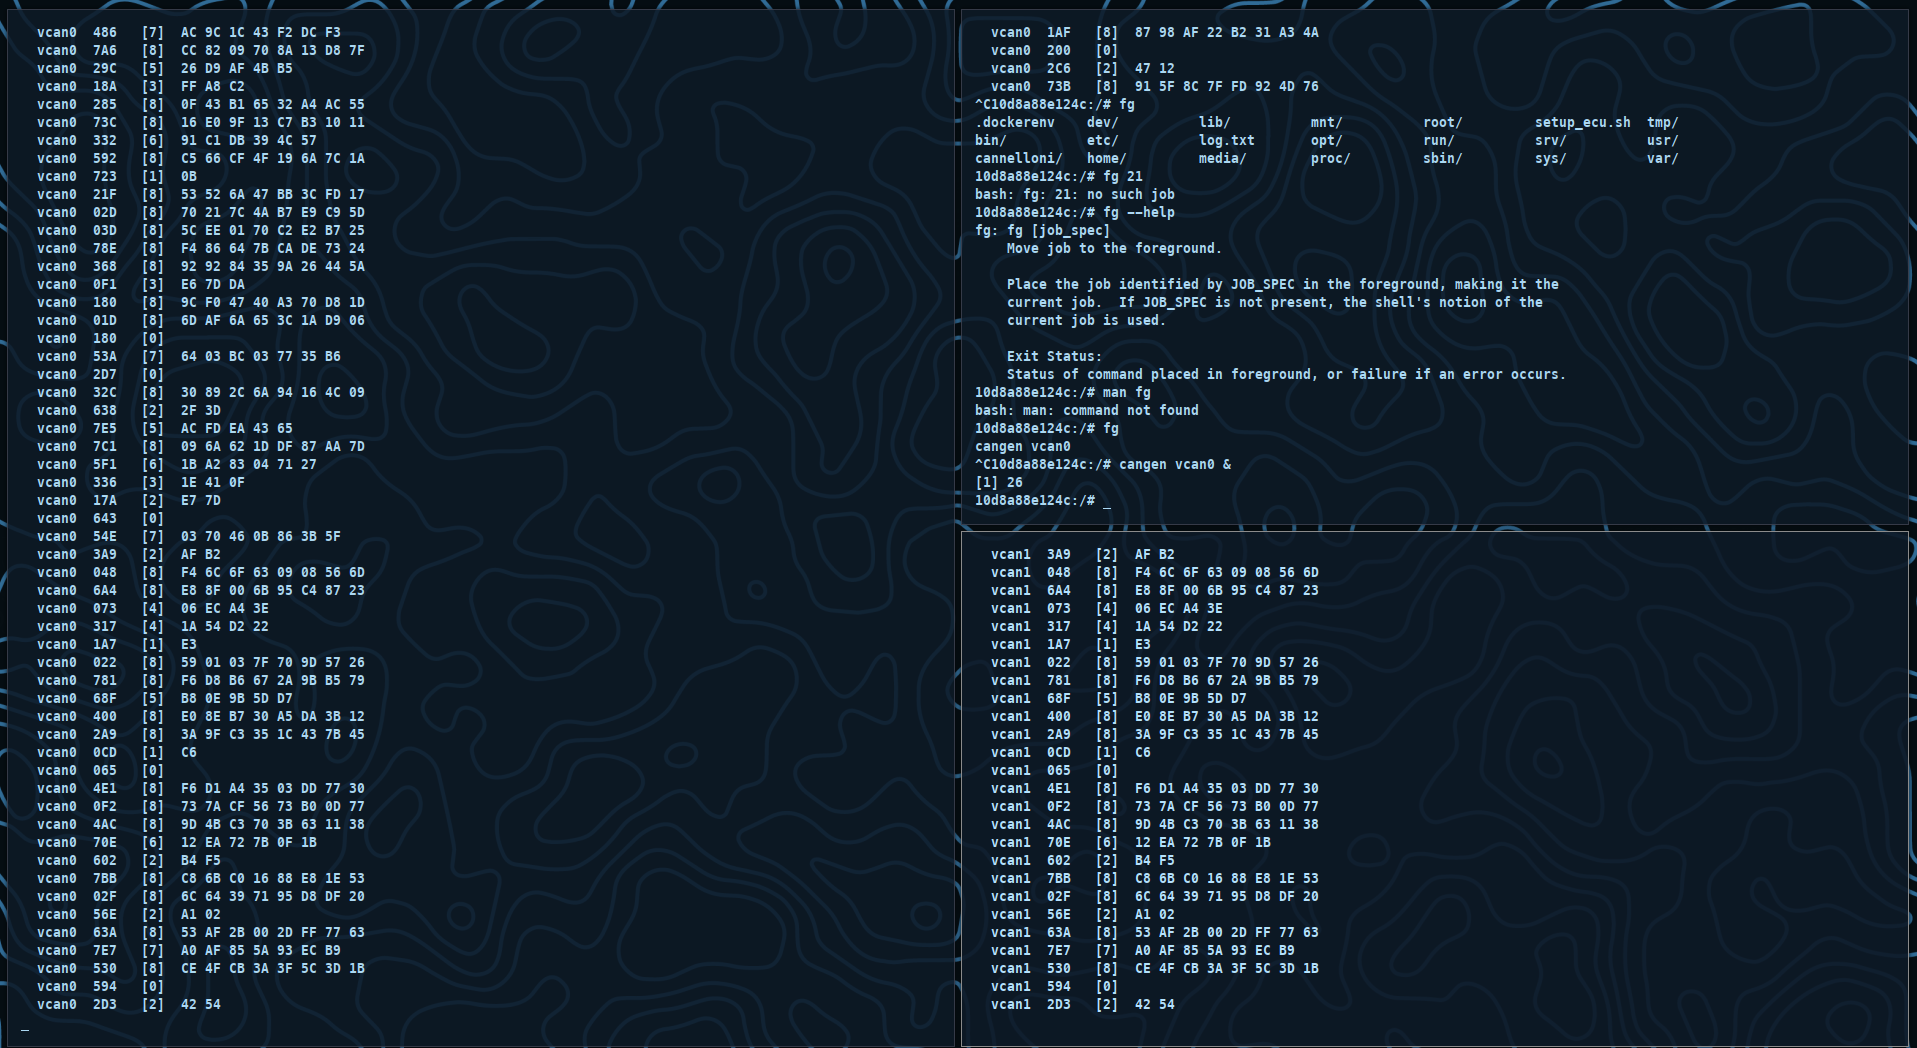 vcan0  486   [7]  AC 9C 1C 43 F2 DC F3
vcan0  7A6   [8]  CC 82 09 70 8A 13 D8 7F
vcan0  29C   [5]  26 D9 AF 4B B5
vcan0  18A   [3]  FF A8 C2
vcan0  285   [8]  0F 43 B1 65 32 A4 AC 55
vcan0  73C   [8]  16 E0 9F 13 C7 B3 10 11
vcan0  332   [6]  91 C1 DB 39 4C 57
vcan0  592   [8]  C5 66 CF 4F 19 6A 7C 1A
vcan0  723   [1]  0B
vcan0  21F   [8]  53 52 6A 47 BB 3C FD 17
vcan0  02D   [8]  70 21 7C 4A B7 E9 C9 5D
vcan0  03D   [8]  5C EE 01 70 C2 E2 B7 25
vcan0  78E   [8]  F4 86 64 7B CA DE 73 24
vcan0  368   [8]  92 92 84 35 9A 26 44 5A
vcan0  0F1   [3]  E6 7D DA
vcan0  180   [8]  9C F0 47 40 A3 70 D8 1D
vcan0  01D   [8]  6D AF 6A 65 3C 1A D9 06
vcan0  180   [0]
vcan0  53A   [7]  64 03 BC 03 77 35 B6
vcan0  2D7   [0]
vcan0  32C   [8]  30 89 2C 6A 94 16 4C 09
vcan0  638   [2]  2F 3D
vcan0  7E5   [5]  AC FD EA 43 65
vcan0  7C1   [8]  09 6A 62 1D DF 87 AA 7D
vcan0  5F1   [6]  1B A2 83 04 71 27
vcan0  336   [3]  1E 41 0F
vcan0  17A   [2]  E7 7D
vcan0  643   [0]
vcan0  54E   [7]  03 70 46 0B 86 3B 5F
vcan0  3A9   [2]  AF B2
vcan0  048   [8]  F4 6C 6F 63 09 08 56 6D
vcan0  6A4   [8]  E8 8F 00 6B 95 C4 87 23
vcan0  073   [4]  06 EC A4 3E
vcan0  317   [4]  1A 54 D2 22
vcan0  1A7   [1]  E3
vcan0  022   [8]  59 01 03 7F 70 9D 57 26
vcan0  781   [8]  F6 D8 B6 67 2A 9B B5 79
vcan0  68F   [5]  B8 0E 9B 5D D7
vcan0  400   [8]  E0 8E B7 30 A5 DA 3B 12
vcan0  2A9   [8]  3A 9F C3 35 1C 43 7B 45
vcan0  0CD   [1]  C6
vcan0  065   [0]
vcan0  4E1   [8]  F6 D1 A4 35 03 DD 77 30
vcan0  0F2   [8]  73 7A CF 56 73 B0 0D 77
vcan0  4AC   [8]  9D 4B C3 70 3B 63 11 38
vcan0  70E   [6]  12 EA 72 7B 0F 1B
vcan0  602   [2]  B4 F5
vcan0  7BB   [8]  C8 6B C0 16 88 E8 1E 53
vcan0  02F   [8]  6C 64 39 71 95 D8 DF 20
vcan0  56E   [2]  A1 02
vcan0  63A   [8]  53 AF 2B 00 2D FF 77 63
vcan0  7E7   [7]  A0 AF 85 5A 93 EC B9
vcan0  530   [8]  CE 4F CB 3A 3F 5C 3D 1B
vcan0  594   [0]
vcan0  2D3   [2]  42 54
_
vcan0  1AF   [8]  87 98 AF 22 B2 31 A3 4A
vcan0  200   [0]
vcan0  2C6   [2]  47 12
vcan0  73B   [8]  91 5F 8C 7F FD 92 4D 76
^C10d8a88e124c:/# fg
.dockerenv    dev/          lib/          mnt/          root/         setup_ecu.sh  tmp/
bin/          etc/          log.txt       opt/          run/          srv/          usr/
cannelloni/   home/         media/        proc/         sbin/         sys/          var/
10d8a88e124c:/# fg 21
bash: fg: 21: no such job
10d8a88e124c:/# fg --help
fg: fg [job_spec]
    Move job to the foreground.

    Place the job identified by JOB_SPEC in the foreground, making it the
    current job.  If JOB_SPEC is not present, the shell's notion of the
    current job is used.

    Exit Status:
    Status of command placed in foreground, or failure if an error occurs.
10d8a88e124c:/# man fg
bash: man: command not found
10d8a88e124c:/# fg
cangen vcan0
^C10d8a88e124c:/# cangen vcan0 &
[1] 26
10d8a88e124c:/# _
vcan1  3A9   [2]  AF B2
vcan1  048   [8]  F4 6C 6F 63 09 08 56 6D
vcan1  6A4   [8]  E8 8F 00 6B 95 C4 87 23
vcan1  073   [4]  06 EC A4 3E
vcan1  317   [4]  1A 54 D2 22
vcan1  1A7   [1]  E3
vcan1  022   [8]  59 01 03 7F 70 9D 57 26
vcan1  781   [8]  F6 D8 B6 67 2A 9B B5 79
vcan1  68F   [5]  B8 0E 9B 5D D7
vcan1  400   [8]  E0 8E B7 30 A5 DA 3B 12
vcan1  2A9   [8]  3A 9F C3 35 1C 43 7B 45
vcan1  0CD   [1]  C6
vcan1  065   [0]
vcan1  4E1   [8]  F6 D1 A4 35 03 DD 77 30
vcan1  0F2   [8]  73 7A CF 56 73 B0 0D 77
vcan1  4AC   [8]  9D 4B C3 70 3B 63 11 38
vcan1  70E   [6]  12 EA 72 7B 0F 1B
vcan1  602   [2]  B4 F5
vcan1  7BB   [8]  C8 6B C0 16 88 E8 1E 53
vcan1  02F   [8]  6C 64 39 71 95 D8 DF 20
vcan1  56E   [2]  A1 02
vcan1  63A   [8]  53 AF 2B 00 2D FF 77 63
vcan1  7E7   [7]  A0 AF 85 5A 93 EC B9
vcan1  530   [8]  CE 4F CB 3A 3F 5C 3D 1B
vcan1  594   [0]
vcan1  2D3   [2]  42 54